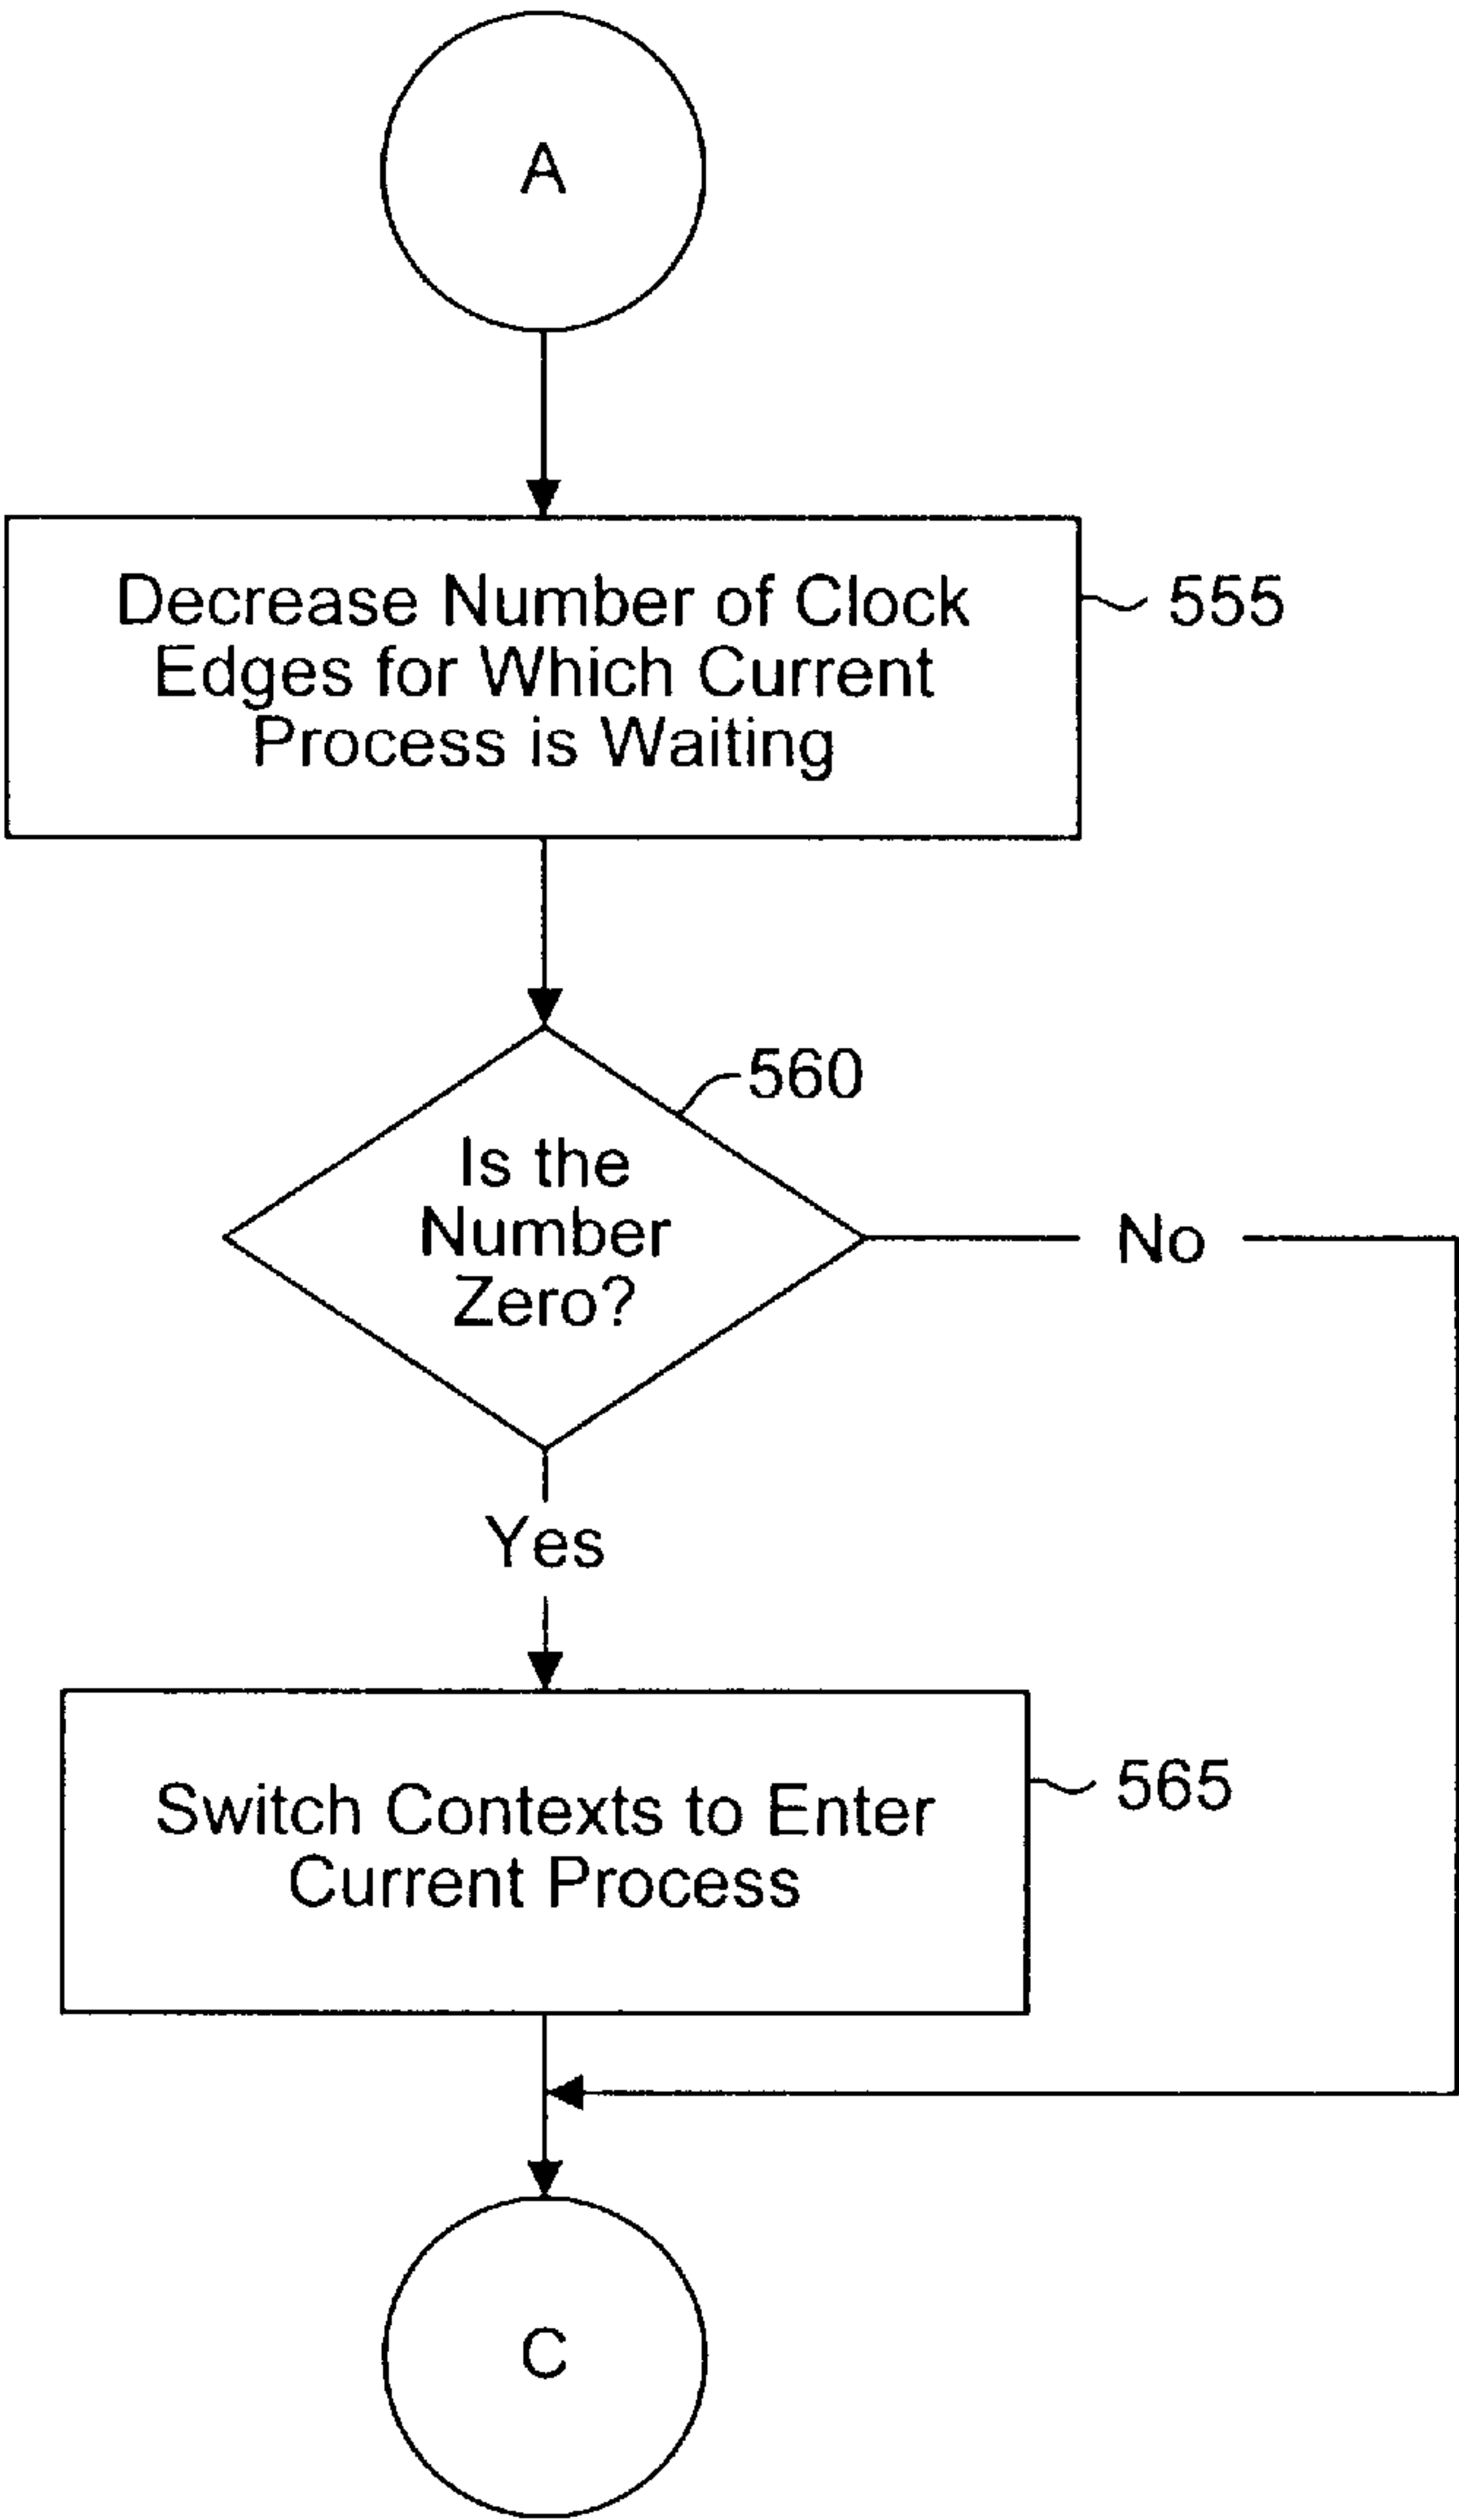 A
Decrease Number of Clock
Edges for Which Current
Process is Waiting
555
560
Is the
Number
Zero?
No
Yes
Switch Contexts to Enter
Current Process
565
C